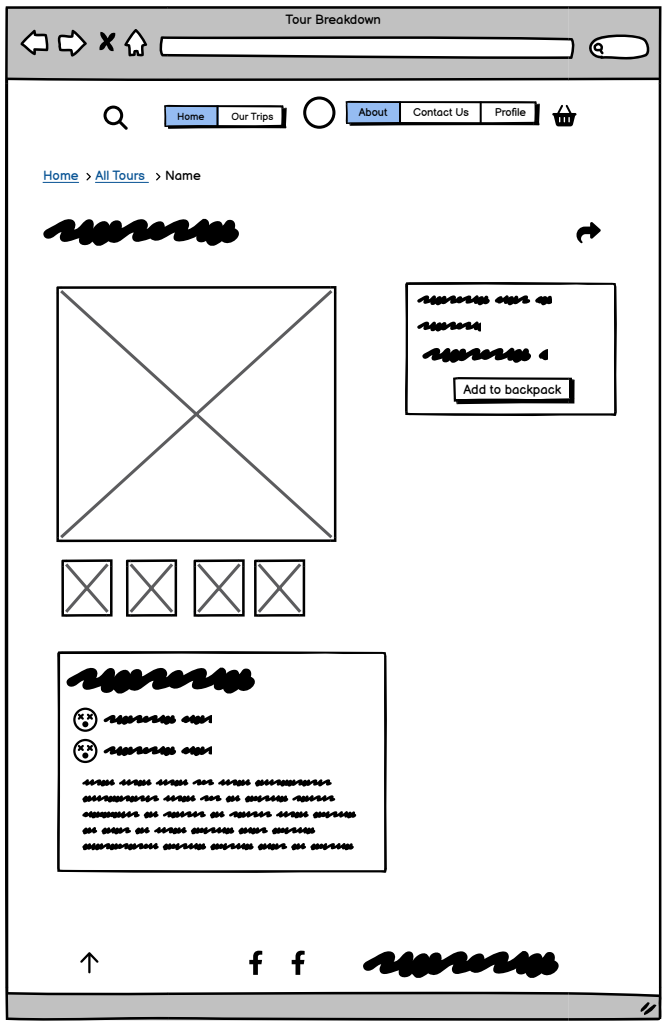 Tour Breakdown
Home Our Trips About Contact Us Profile
Home > All Tours > Name
Add to backpack